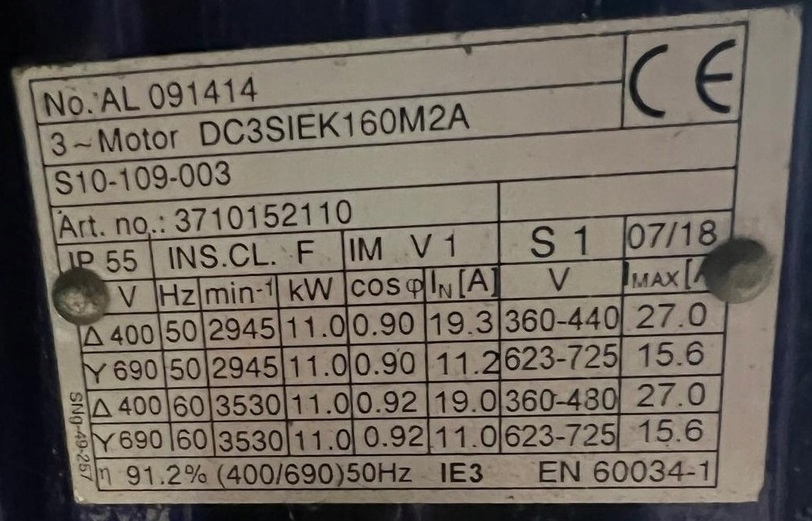 No. AL 091414
CE
3~Motor DC3SIEK160M2A
S10-109-003
Art. no.: 3710152110
IP 55 INS.CL. F IM V 1 S 1 07/18
V Hz min-1 kW cosφ IN[A] V IMAX[
Δ 400 50 2945 11.0 0.90 19.3 360-440 27.0
Y 690 50 2945 11.0 0.90 11.2 623-725 15.6
Δ 400 60 3530 11.0 0.92 19.0 360-480 27.0
Y 690 60 3530 11.0 0.92 11.0 623-725 15.6
η 91.2% (400/690)50Hz IE3 EN 60034-1
SNg-49-257